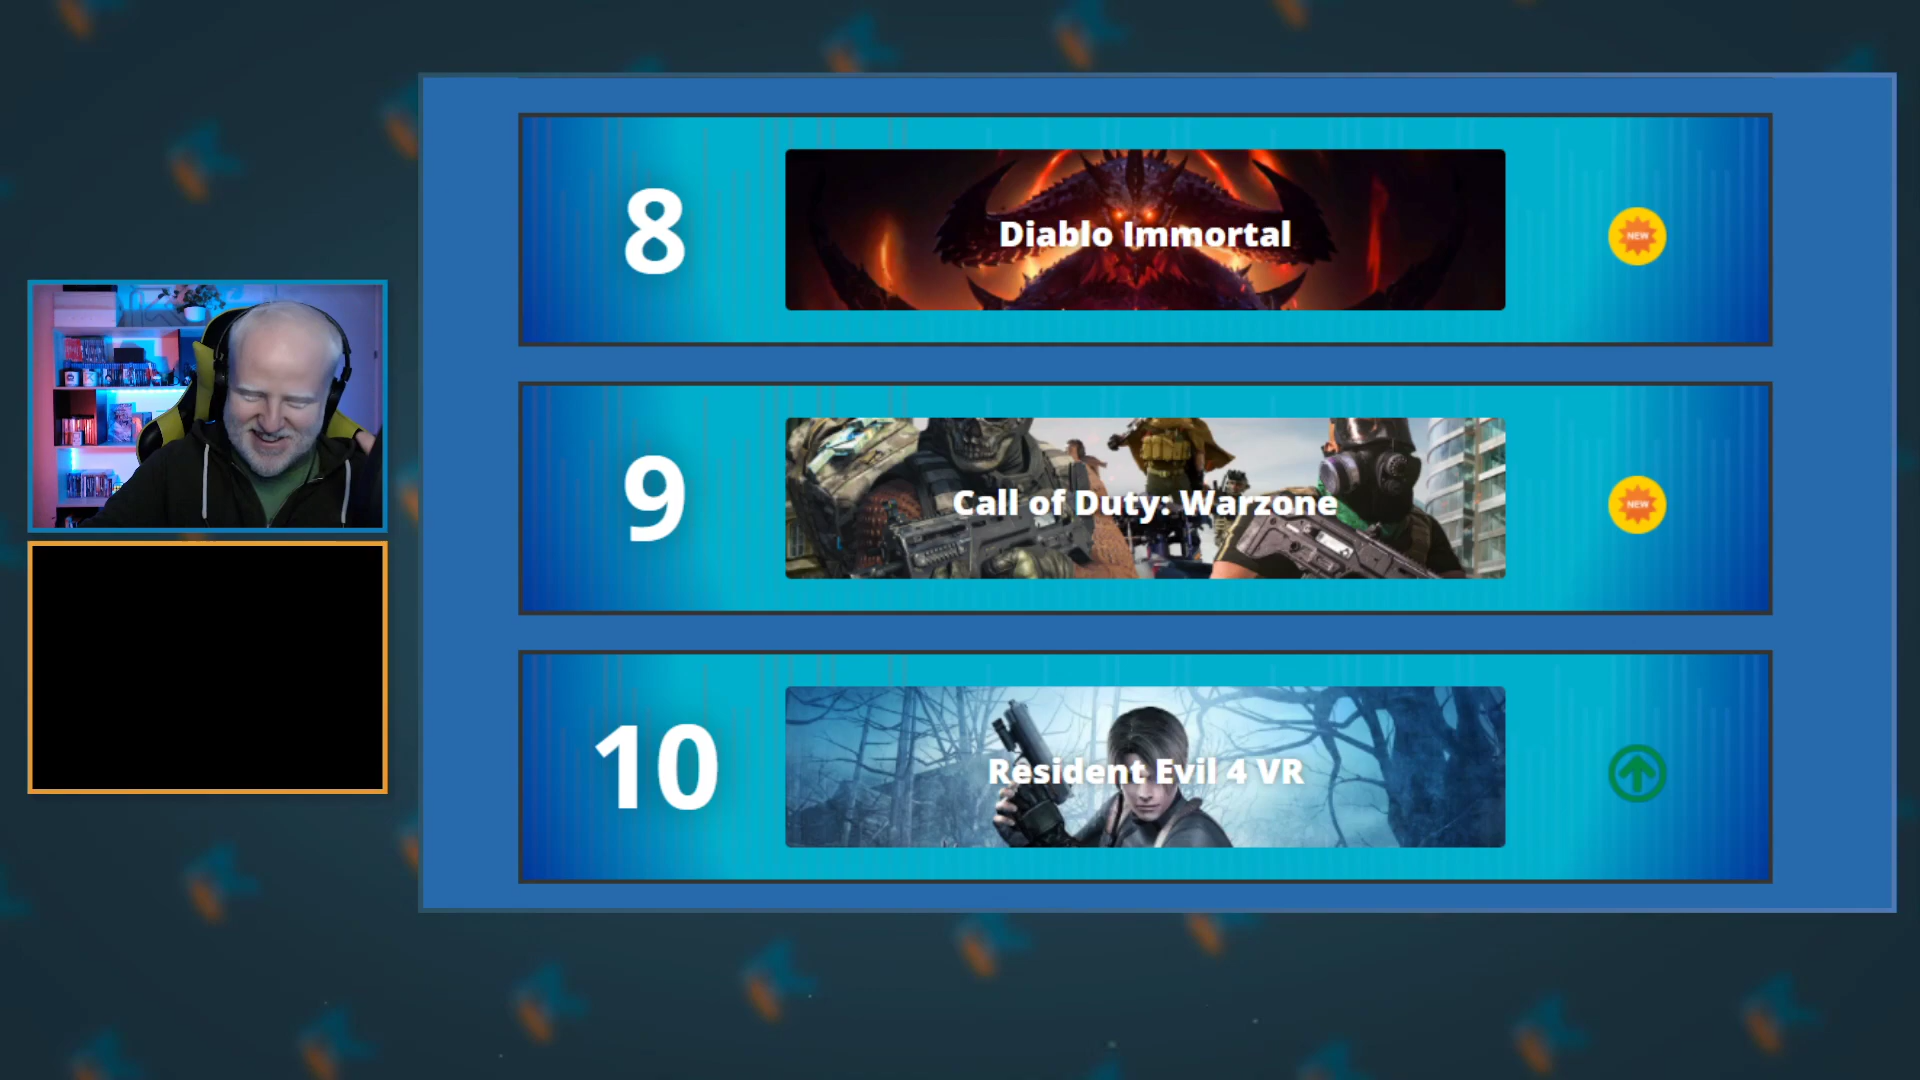 8
Diablo Immortal
NEW
9
Call of Duty: Warzone
NEW
10
Resident Evil 4 VR